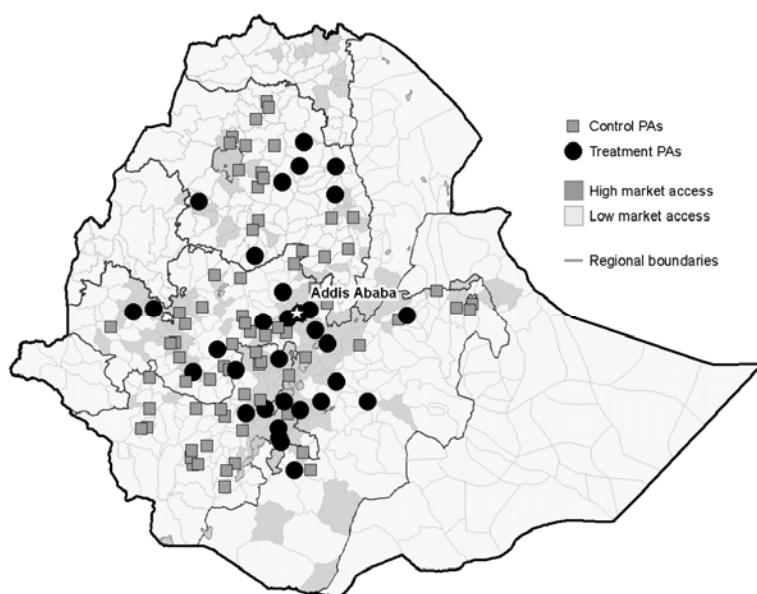 Control PAs
Treatment PAs
High market access
Low market access
Regional boundaries
Addis Ababa